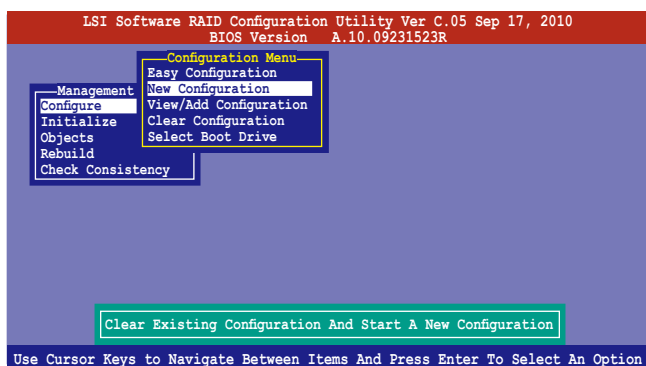 LSI Software RAID Configuration Utility Ver C.05 Sep 17, 2010
BIOS Version A.10.09231523R
Configuration Menu
Easy Configuration
New Configuration
View/Add Configuration
Clear Configuration
Select Boot Drive
Management
Configure
Initialize
Objects
Rebuild
Check Consistency
Clear Existing Configuration And Start A New Configuration
Use Cursor Keys to Navigate Between Items And Press Enter To Select An Option